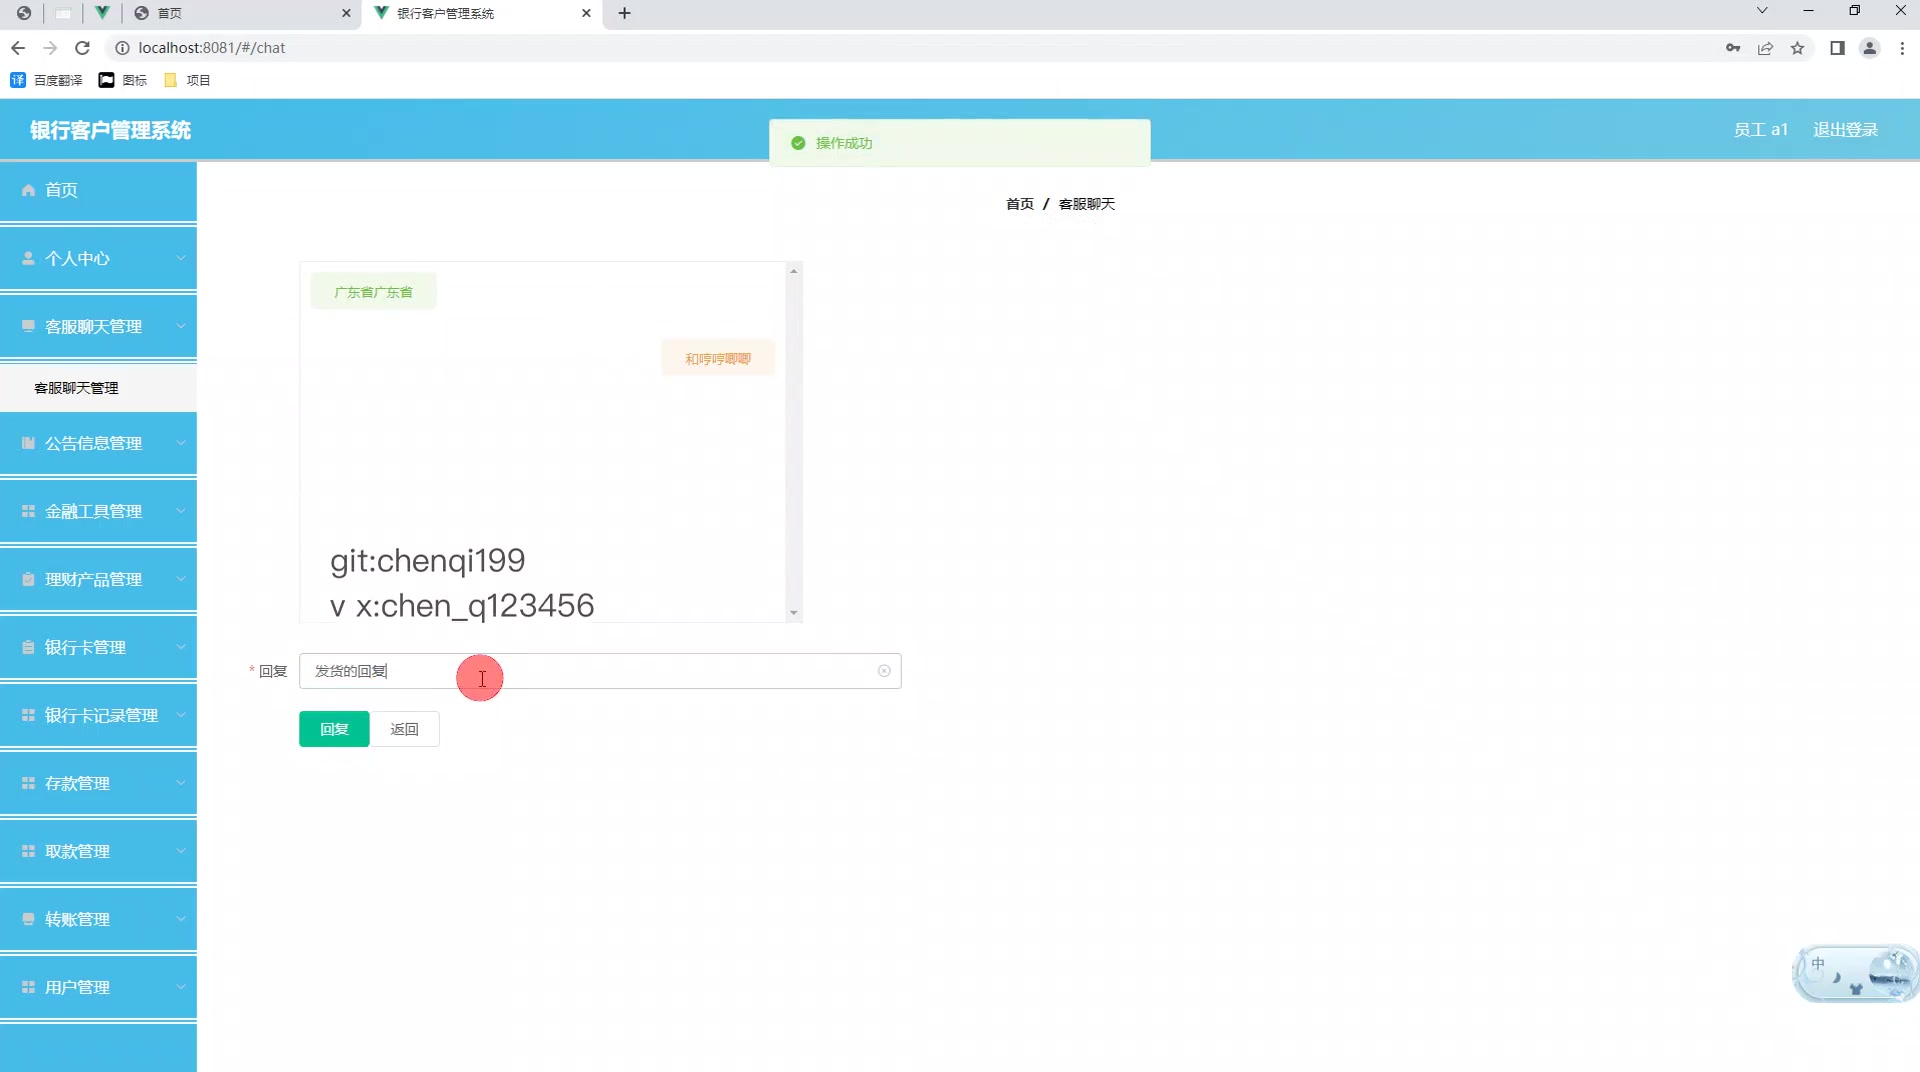 首页
银行客户管理系统
localhost:8081/#/chat
译 百度翻译 图标 项目
银行客户管理系统
操作成功
员工 a1 退出登录
首页
首页 / 客服聊天
个人中心
广东省广东省
客服聊天管理
和哼哼唧唧
客服聊天管理
公告信息管理
金融工具管理
git:chenqi199
理财产品管理
v x:chen_q123456
银行卡管理
* 回复 发货的回复
银行卡记录管理
回复 返回
存款管理
取款管理
转账管理
中
用户管理